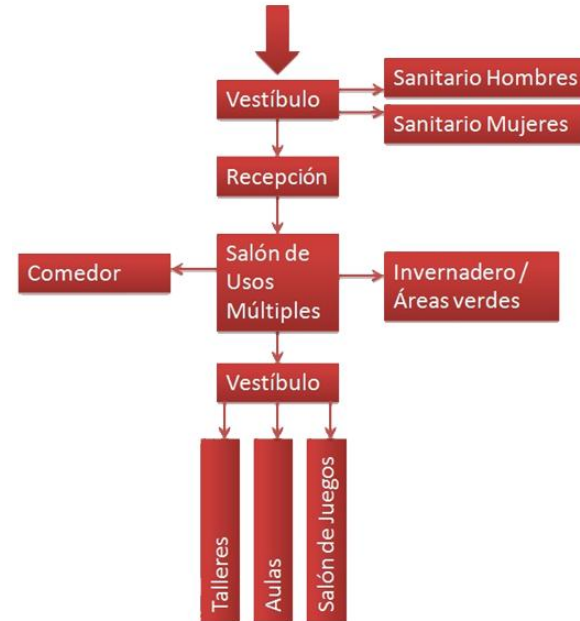 Vestíbulo
Sanitario Hombres
Sanitario Mujeres
Recepción
Comedor
Salón de
Usos
Múltiples
Invernadero /
Áreas verdes
Vestíbulo
Talleres
Aulas
Salón de Juegos